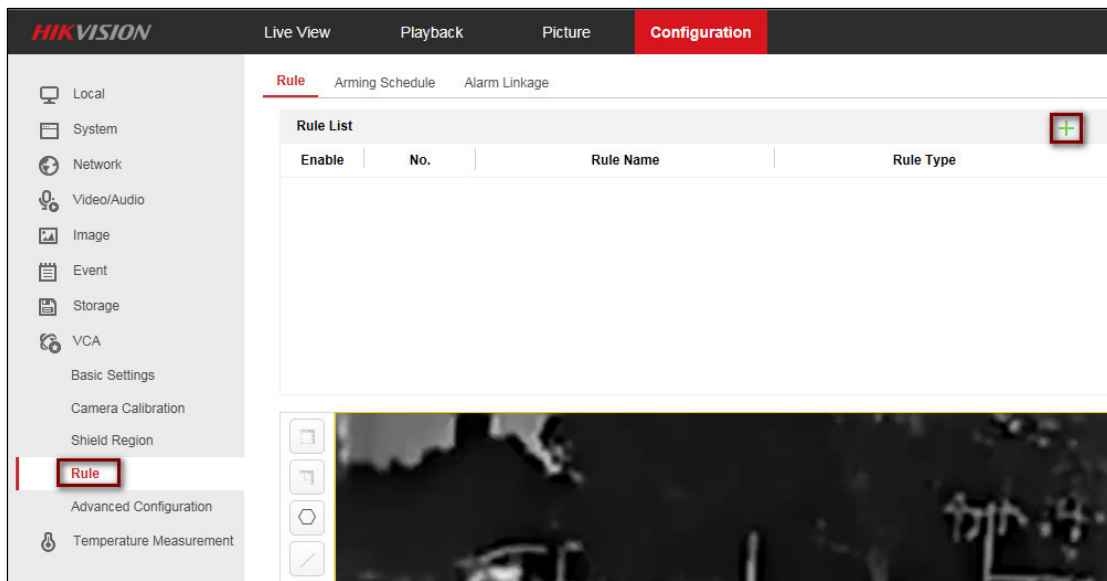 HIKVISION
Live View Playback Picture Configuration
Rule Arming Schedule Alarm Linkage
Rule List
Enable No. Rule Name Rule Type
Local
System
Network
Video/Audio
Image
Event
Storage
VCA
Basic Settings
Camera Calibration
Shield Region
Rule
Advanced Configuration
Temperature Measurement